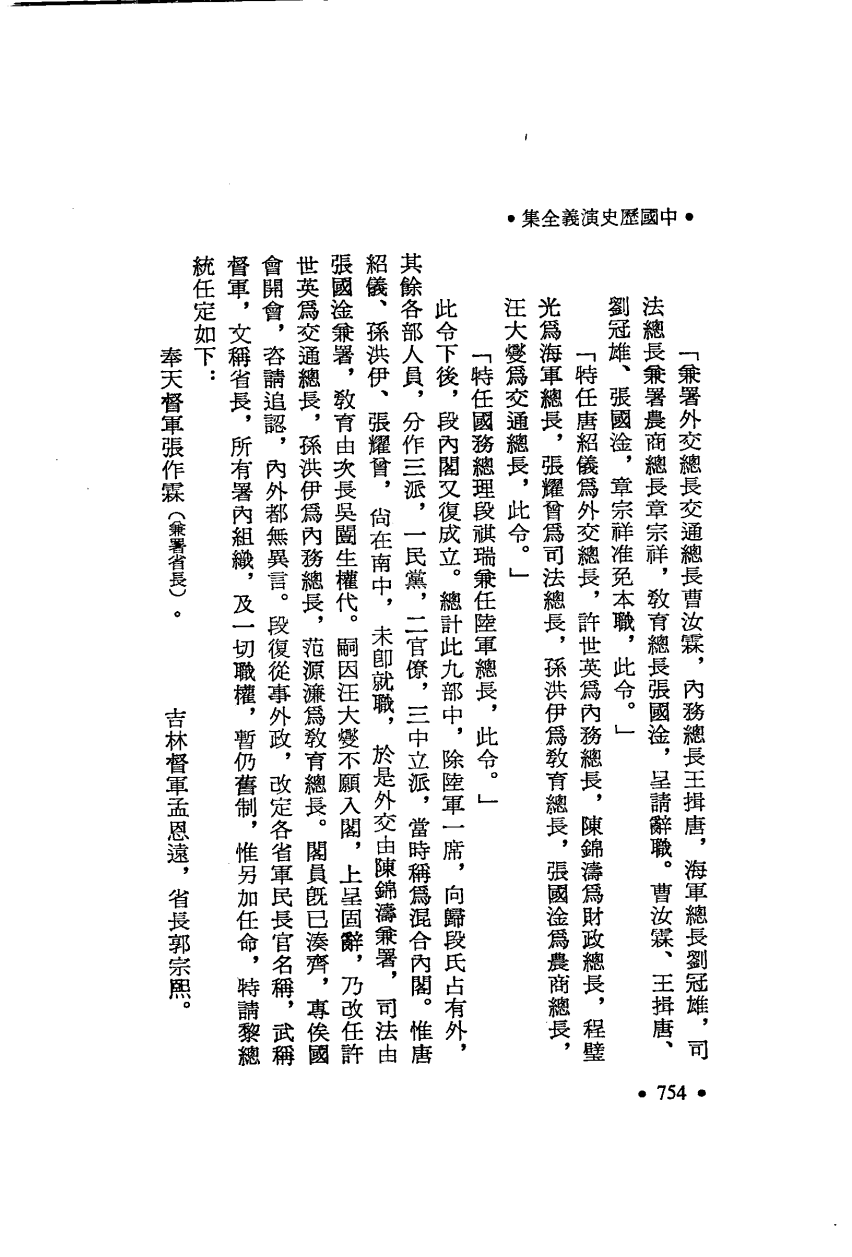 •中國歷史演義全集•
「兼署外交總長交通總長曹汝霖，內務總長王揖唐，海軍總長劉冠雄，司
法總長兼署農商總長章宗祥，敎育總長張國淦，呈請辭職。曹汝霖、王揖唐、
劉冠雄、張國淦，章宗祥准免本職，此令。」
「特任唐紹儀爲外交總長，許世英爲內務總長，陳錦濤爲財政總長，程璧
光爲海軍總長，張耀曾爲司法總長，孫洪伊爲敎育總長，張國淦爲農商總長，
汪大燮爲交通總長，此令。」
「特任國務總理段祺瑞兼任陸軍總長，此令。」
此令下後，段內閣又復成立。總計此九部中，除陸軍一席，向歸段氏占有外，
其餘各部人員，分作三派，一民黨，二官僚，三中立派，當時稱爲混合內閣。惟唐
紹儀、孫洪伊、張耀曾，尙在南中，未卽就職，於是外交由陳錦濤兼署，司法由
張國淦兼署，敎育由次長吳闓生權代。嗣因汪大燮不願入閣，上呈固辭，乃改任許
世英爲交通總長，孫洪伊爲內務總長，范源濂爲敎育總長。閣員旣已湊齊，專俟國
會開會，咨請追認，內外都無異言。段復從事外政，改定各省軍民長官名稱，武稱
督軍，文稱省長，所有署內組織，及一切職權，暫仍舊制，惟另加任命，特請黎總
統任定如下：
奉天督軍張作霖（兼署省長）。　吉林督軍孟恩遠，省長郭宗熙。
•754•